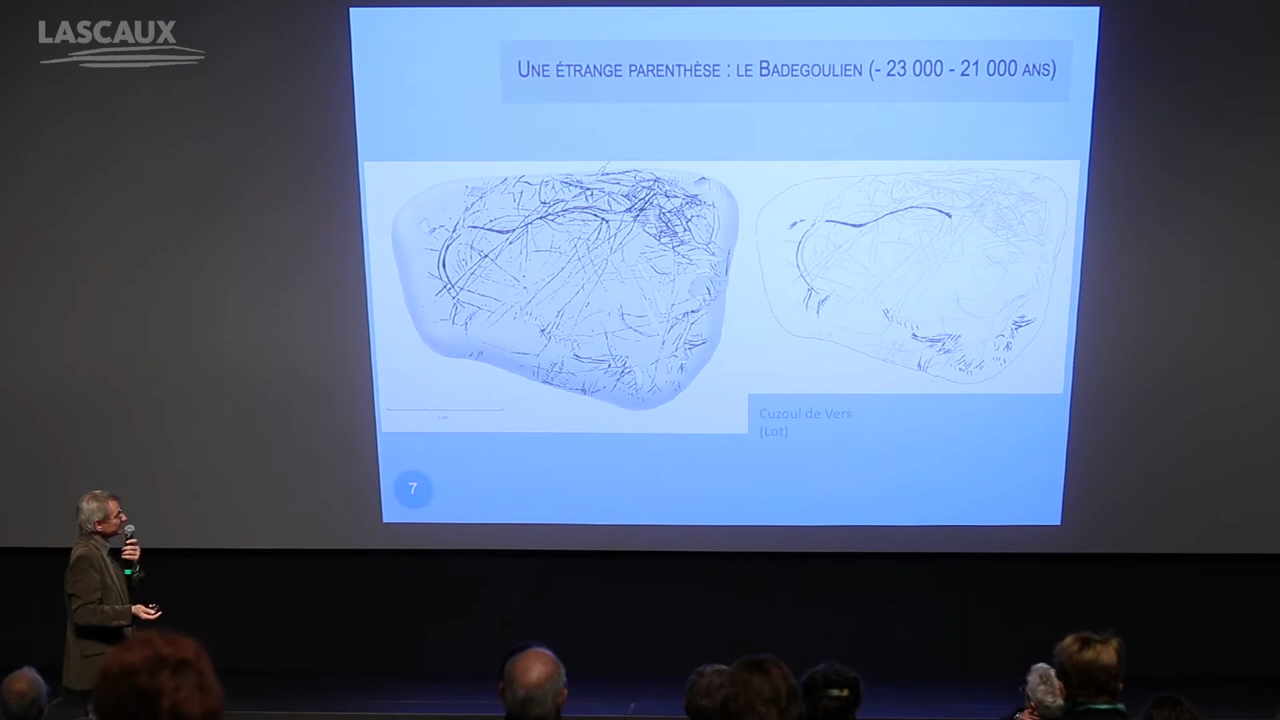 LASCAUX
UNE ÉTRANGE PARENTHÈSE : LE BADEGOULIEN (- 23 000 - 21 000 ANS)
Cuzoul de Vers
(Lot)
7